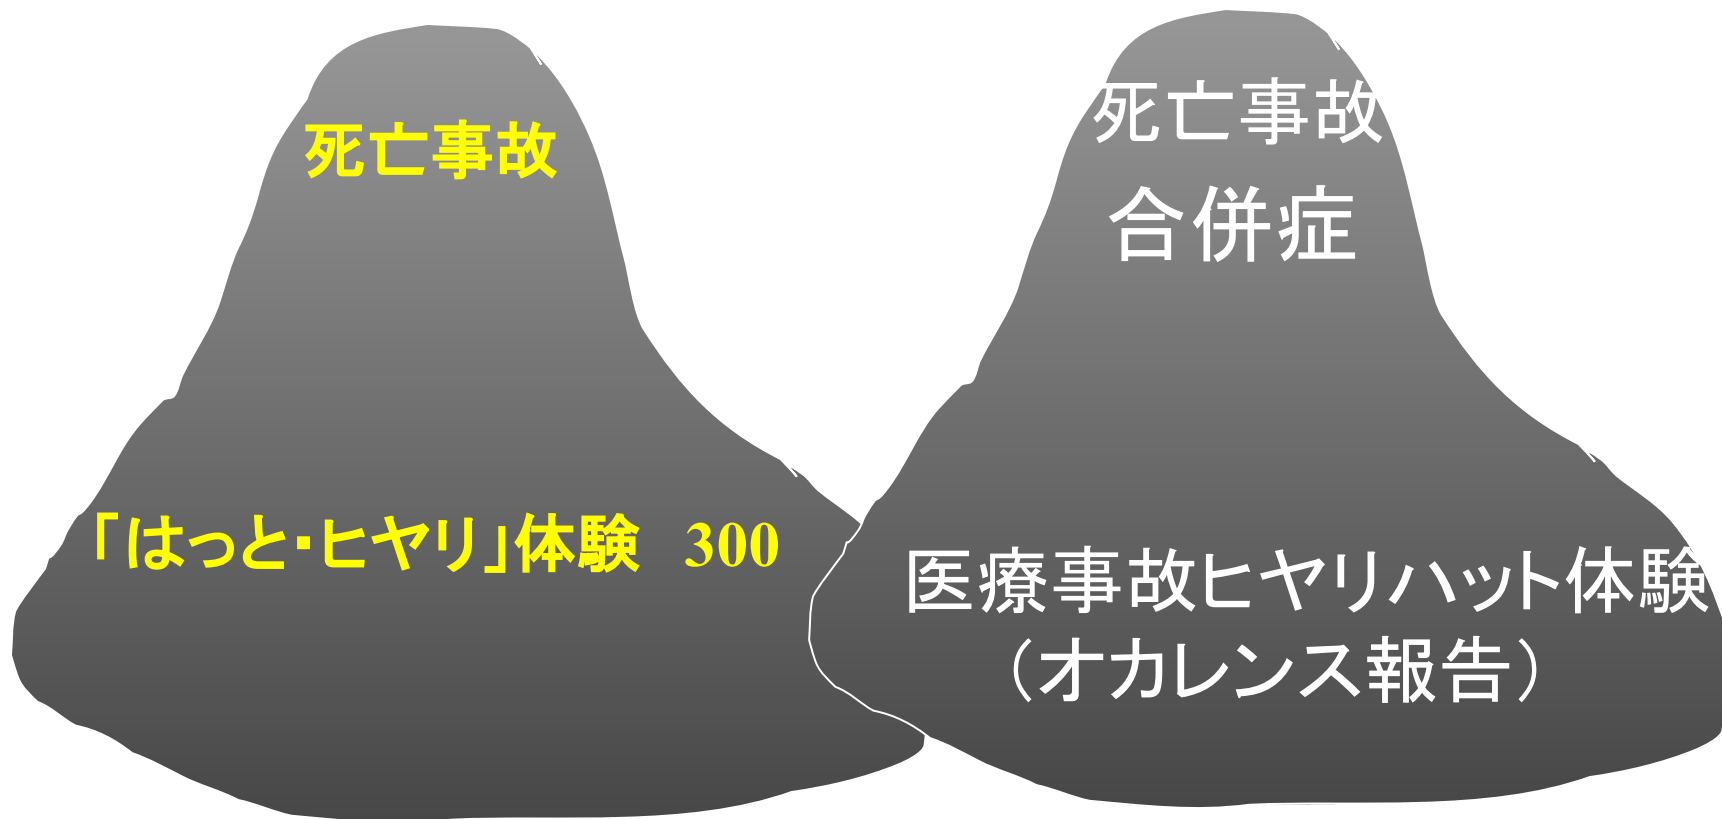 死亡事故
「はっと・ヒヤリ」体験　300
死亡事故
合併症
医療事故ヒヤリハット体験
（オカレンス報告）